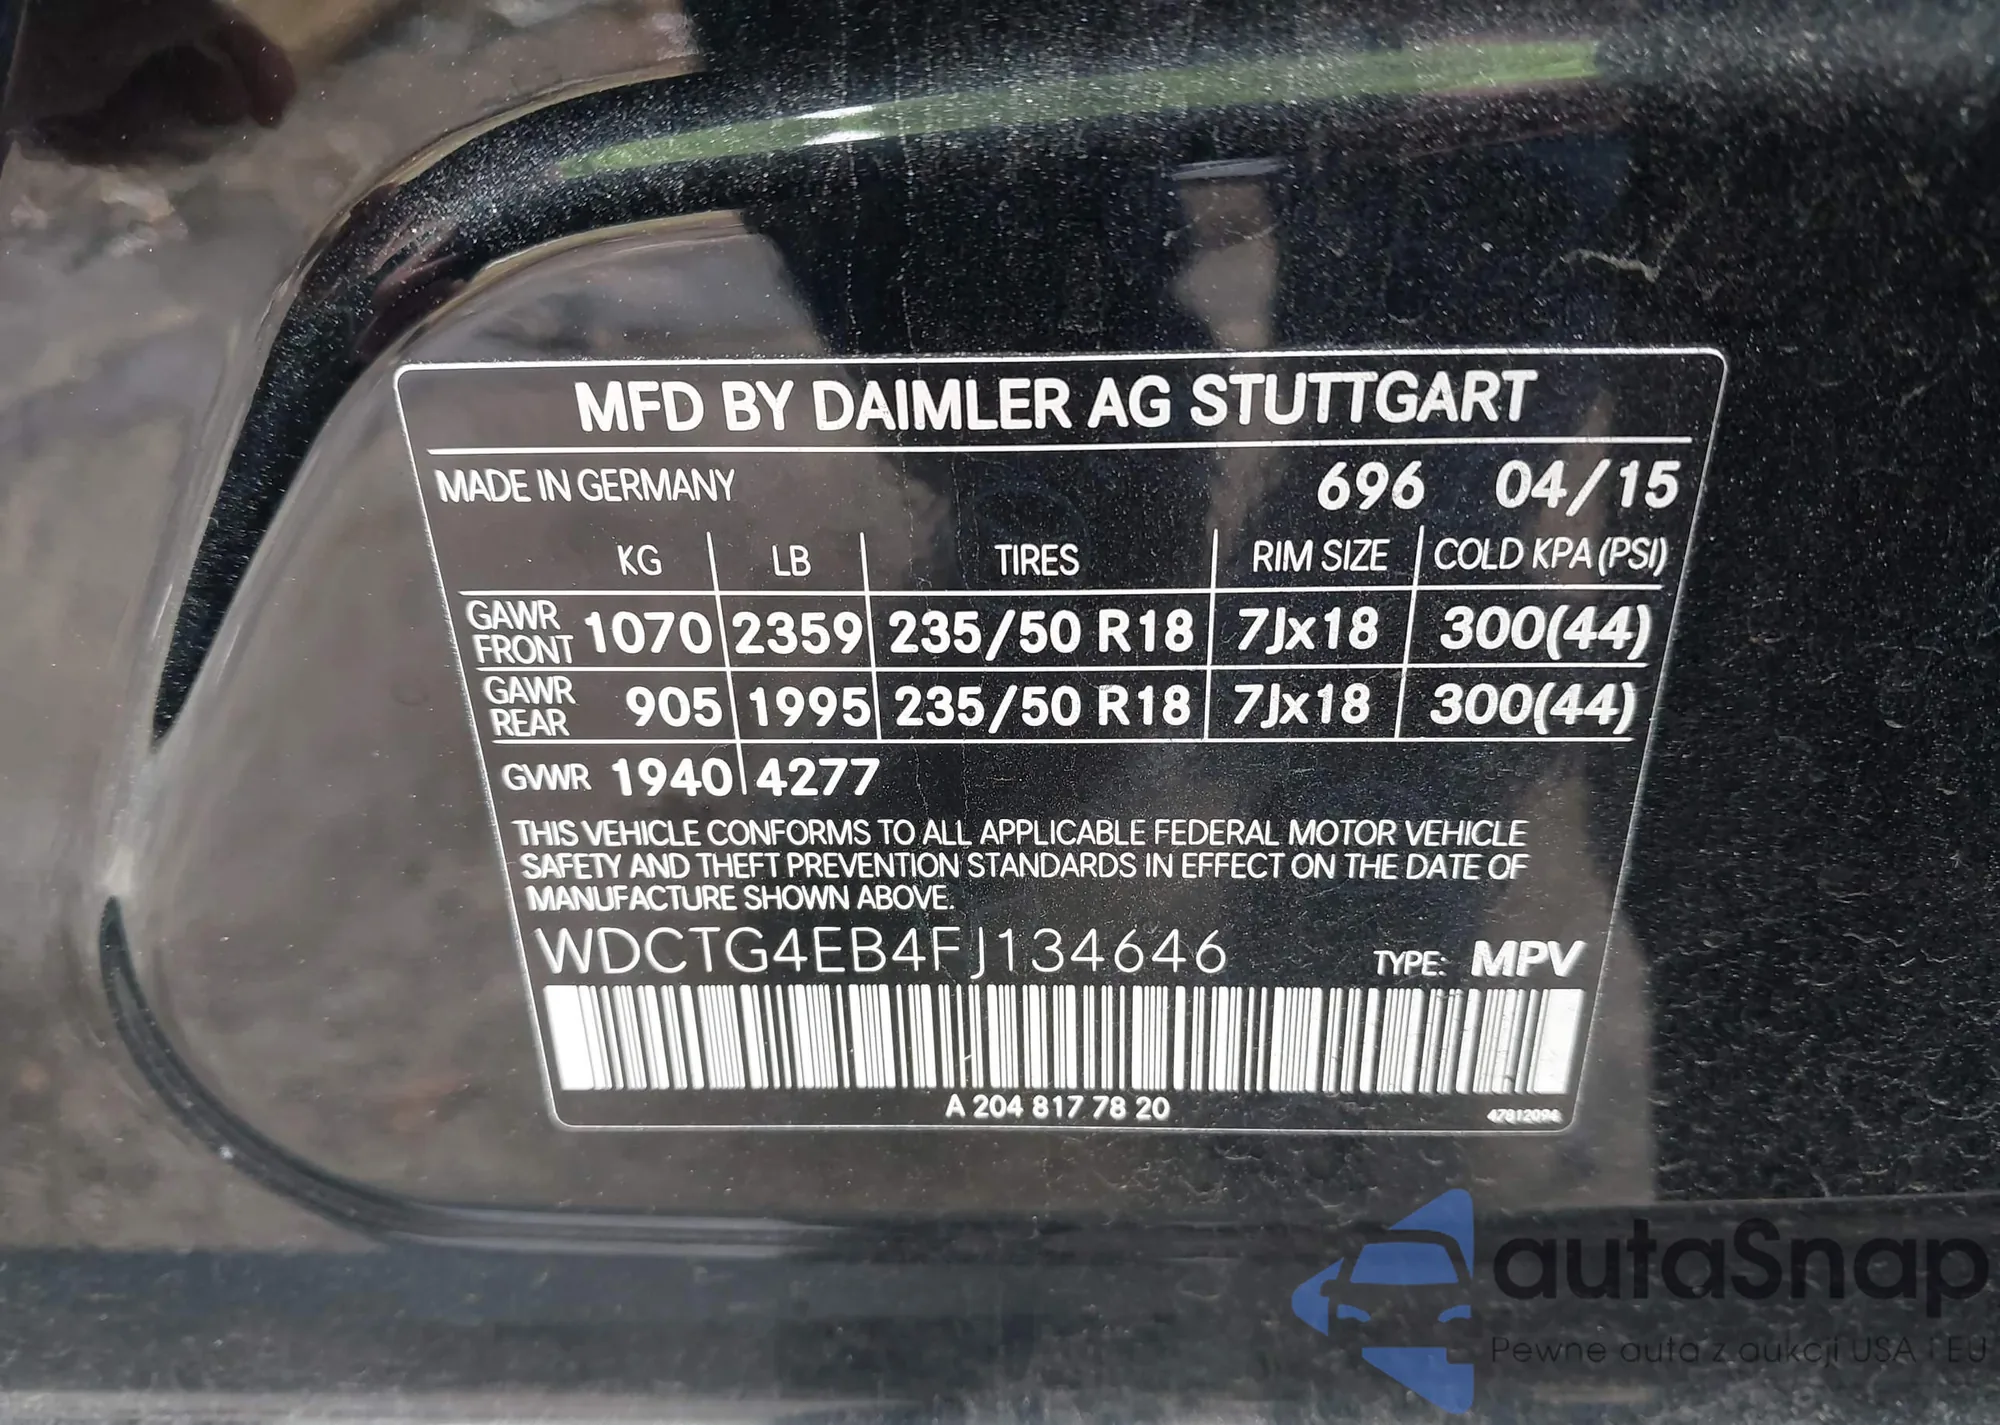 MFD BY DAIMLER AG STUTTGART
MADE IN GERMANY 696 04/15
KG LB TIRES RIM SIZE COLD KPA (PSI)
GAWR FRONT 1070 2359 235/50 R18 7Jx18 300(44)
GAWR REAR 905 1995 235/50 R18 7Jx18 300(44)
GVWR 1940 4277
THIS VEHICLE CONFORMS TO ALL APPLICABLE FEDERAL MOTOR VEHICLE
SAFETY AND THEFT PREVENTION STANDARDS IN EFFECT ON THE DATE OF
MANUFACTURE SHOWN ABOVE.
WDCTG4EB4FJ134646 TYPE: MPV
A 204 817 78 20 47812094
autaSnap
Pewne auta z aukcji USA i EU